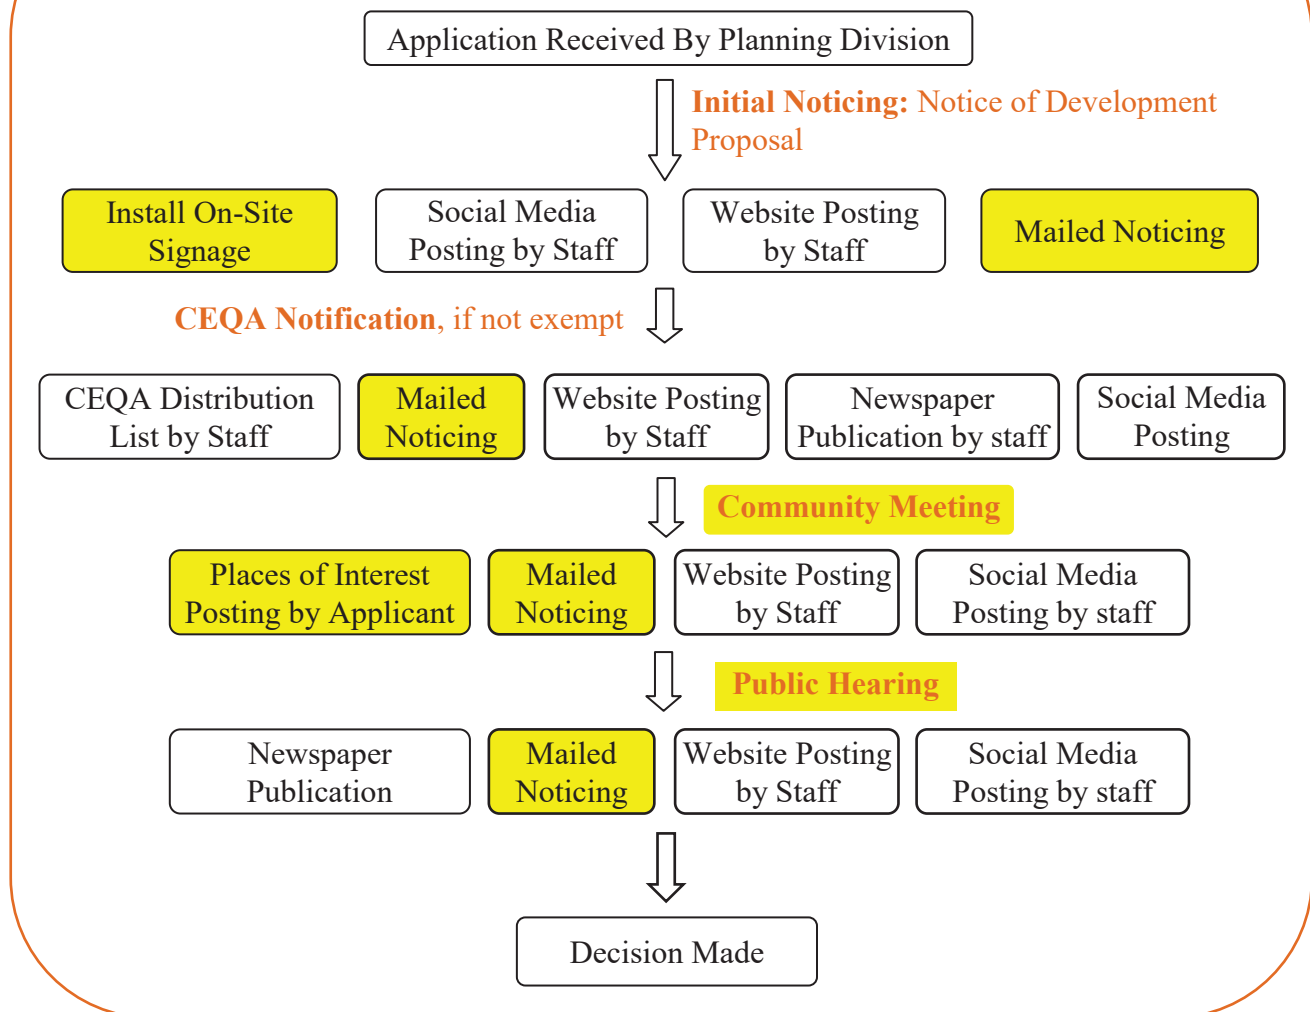 Application Received By Planning Division
Initial Noticing: Notice of Development
Proposal
Install On-Site
Signage
Social Media
Posting by Staff
Website Posting
by Staff
Mailed Noticing
CEQA Notification, if not exempt
CEQA Distribution
List by Staff
Mailed
Noticing
Website Posting
by Staff
Newspaper
Publication by staff
Social Media
Posting
Community Meeting
Places of Interest
Posting by Applicant
Mailed
Noticing
Website Posting
by Staff
Social Media
Posting by staff
Public Hearing
Newspaper
Publication
Mailed
Noticing
Website Posting
by Staff
Social Media
Posting by staff
Decision Made